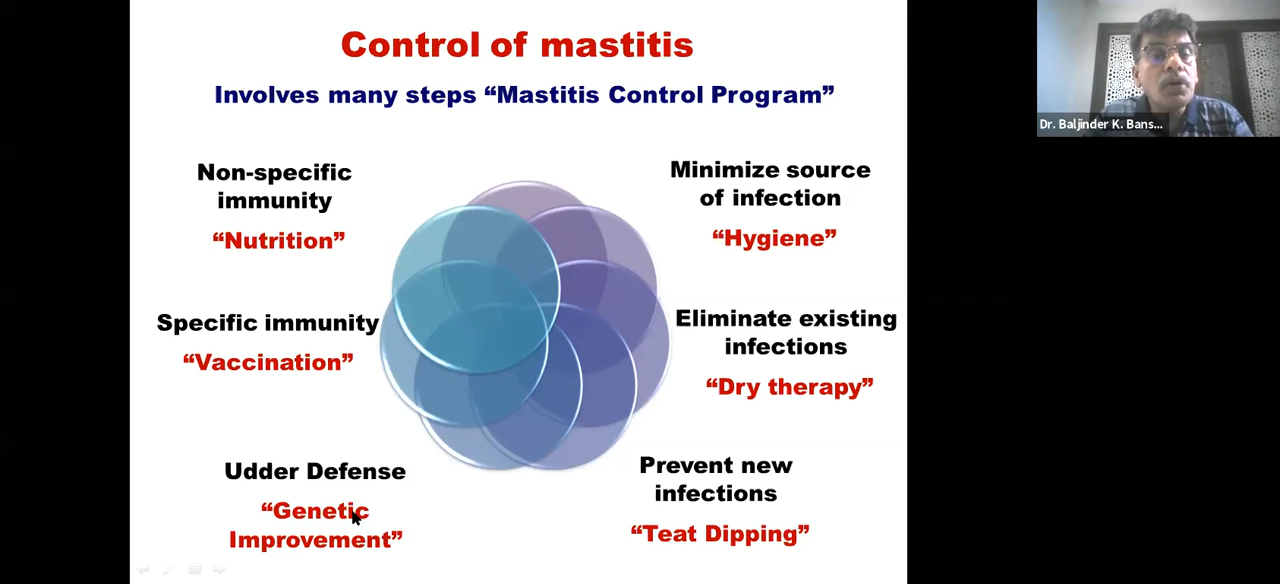 Control of mastitis
Involves many steps “Mastitis Control Program”
Non-specific
immunity
“Nutrition”
Specific immunity
“Vaccination”
Udder Defense
“Genetic
Improvement”
Minimize source
of infection
“Hygiene”
Eliminate existing
infections
“Dry therapy”
Prevent new
infections
“Teat Dipping”
Dr. Baljinder K. Bans...